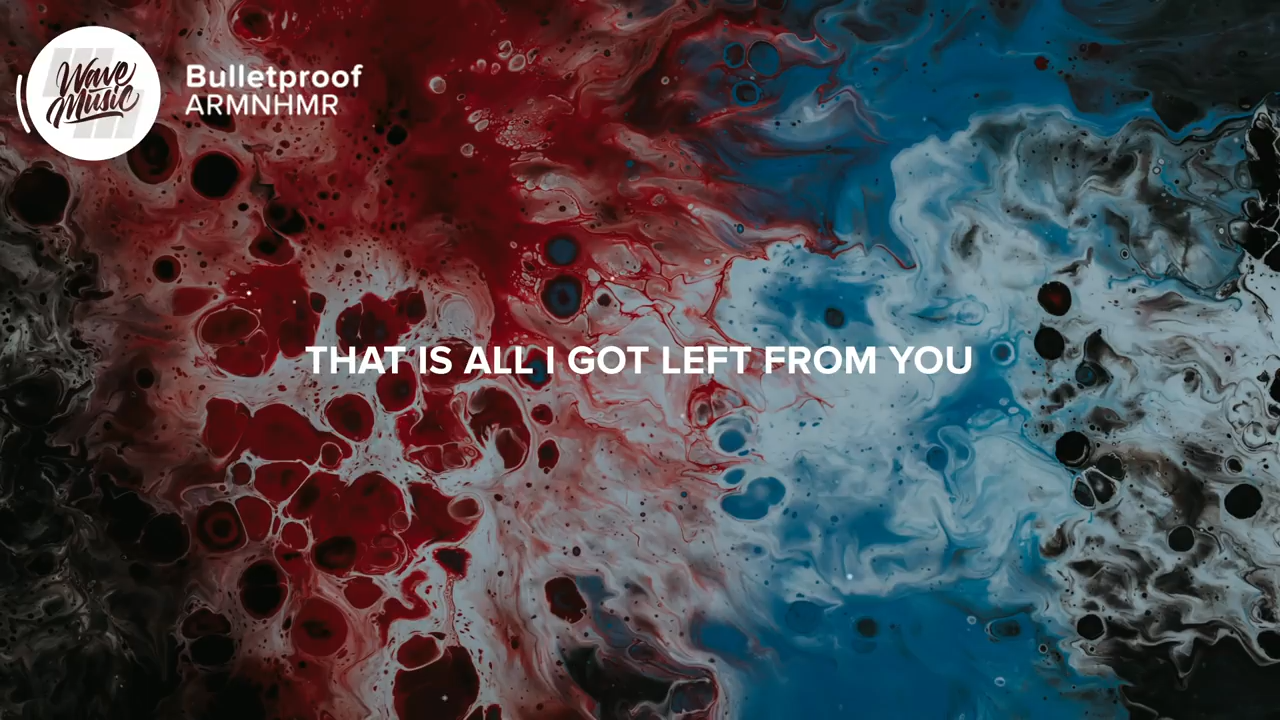 Wave
Music
Bulletproof
ARMNHMR
THAT IS ALL I GOT LEFT FROM YOU